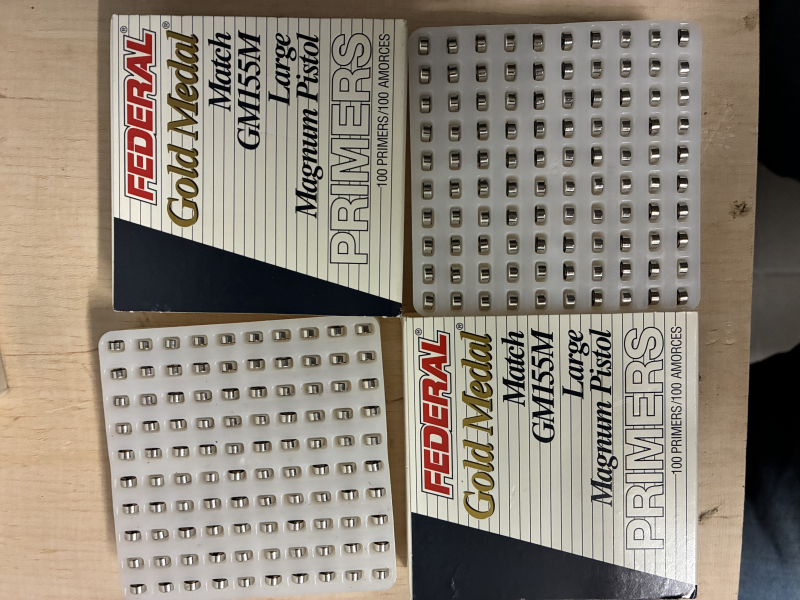 FEDERAL®
Gold Medal®
Match
GM155M
Large
Magnum Pistol
PRIMERS
100 PRIMERS/100 AMORCES
FEDERAL®
Gold Medal®
Match
GM155M
Large
Magnum Pistol
PRIMERS
100 PRIMERS/100 AMORCES